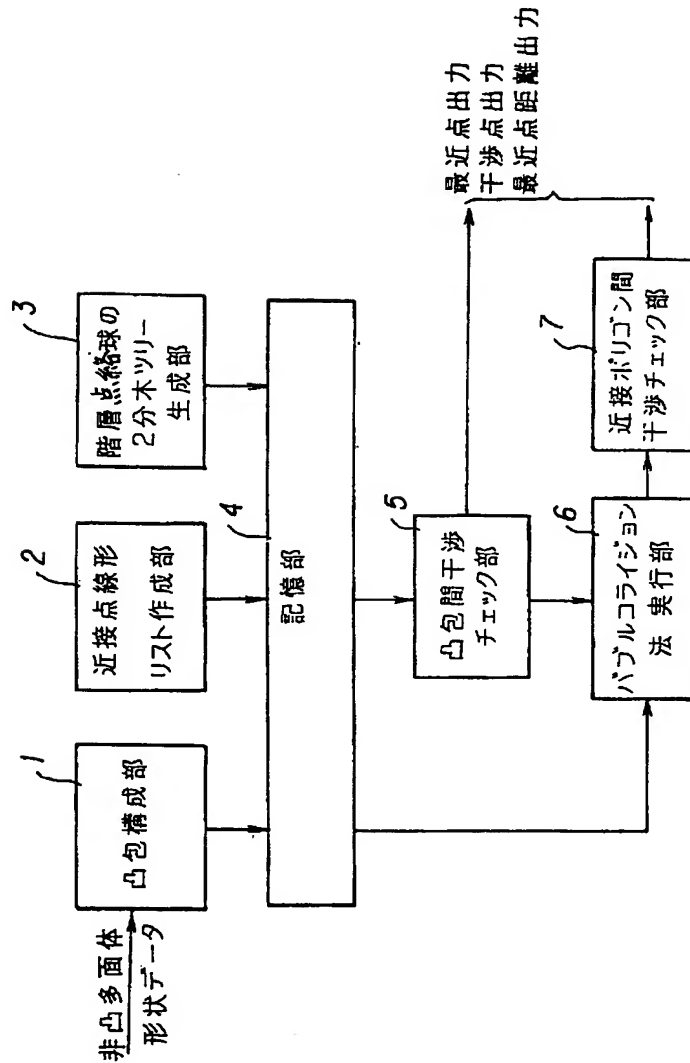 非凸多面体
形状データ
1
凸包構成部
2
近接点線形
リスト作成部
3
階層点絡球の
2分木ツリー
生成部
4
記憶部
5
凸包間干渉
チェック部
最近点出力
干渉点出力
最近点距離出力
6
バブルコライジョン
法 実行部
7
近接ポリゴン間
干渉チェック部